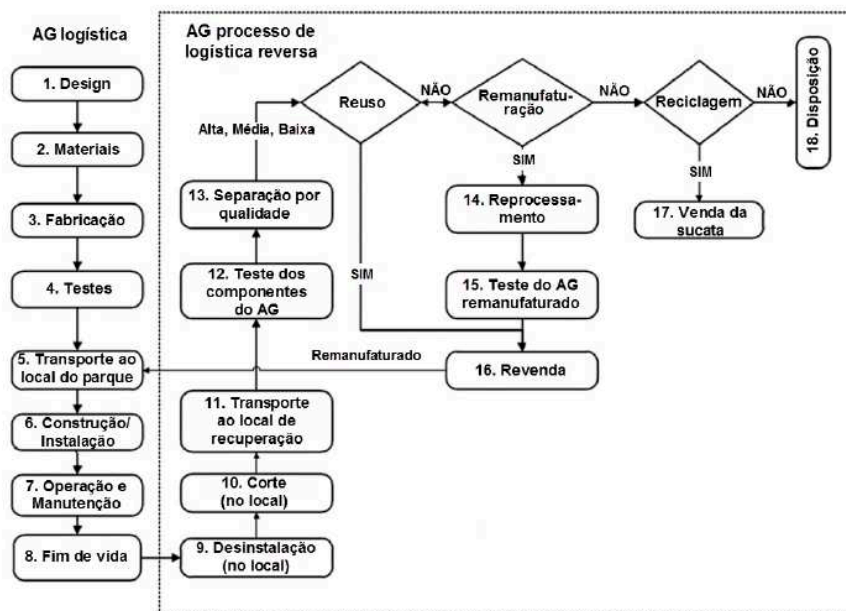 AG logística
1. Design
2. Materiais
3. Fabricação
4. Testes
5. Transporte ao
local do parque
6. Construção/
Instalação
7. Operação e
Manutenção
8. Fim de vida
AG processo de
logística reversa
9. Desinstalação
(no local)
10. Corte
(no local)
11. Transporte
ao local de
recuperação
12. Teste dos
componentes
do AG
13. Separação por
qualidade
Alta, Média, Baixa
Reuso
NÃO
SIM
Remanufatu-
ração
NÃO
SIM
14. Reprocessa-
mento
15. Teste do AG
remanufaturado
16. Revenda
Remanufaturado
Reciclagem
NÃO
SIM
17. Venda da
sucata
18. Disposição